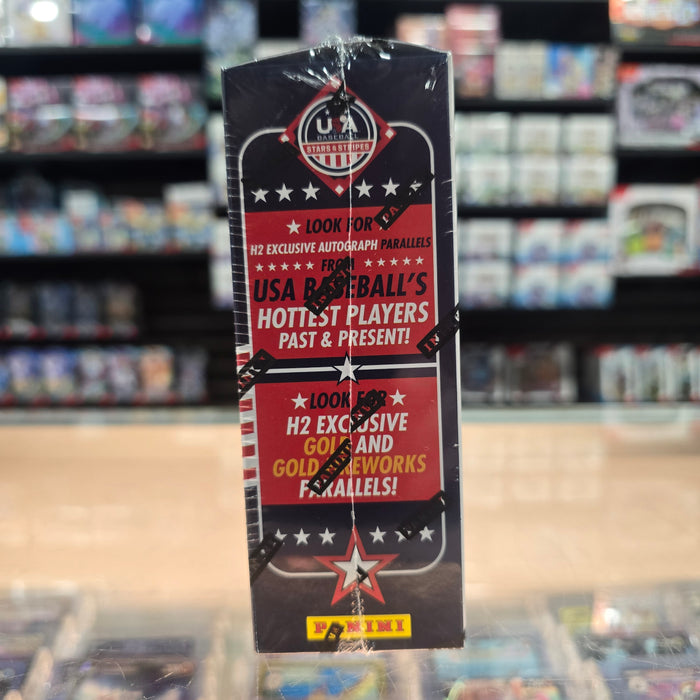 USA
BASEBALL
STARS & STRIPES
LOOK FOR
H2 EXCLUSIVE AUTOGRAPH PARALLELS
FROM
USA BASEBALL'S
HOTTEST PLAYERS
PAST & PRESENT!
LOOK FOR
H2 EXCLUSIVE
GOLD AND
GOLD FIREWORKS
PARALLELS!
PANINI